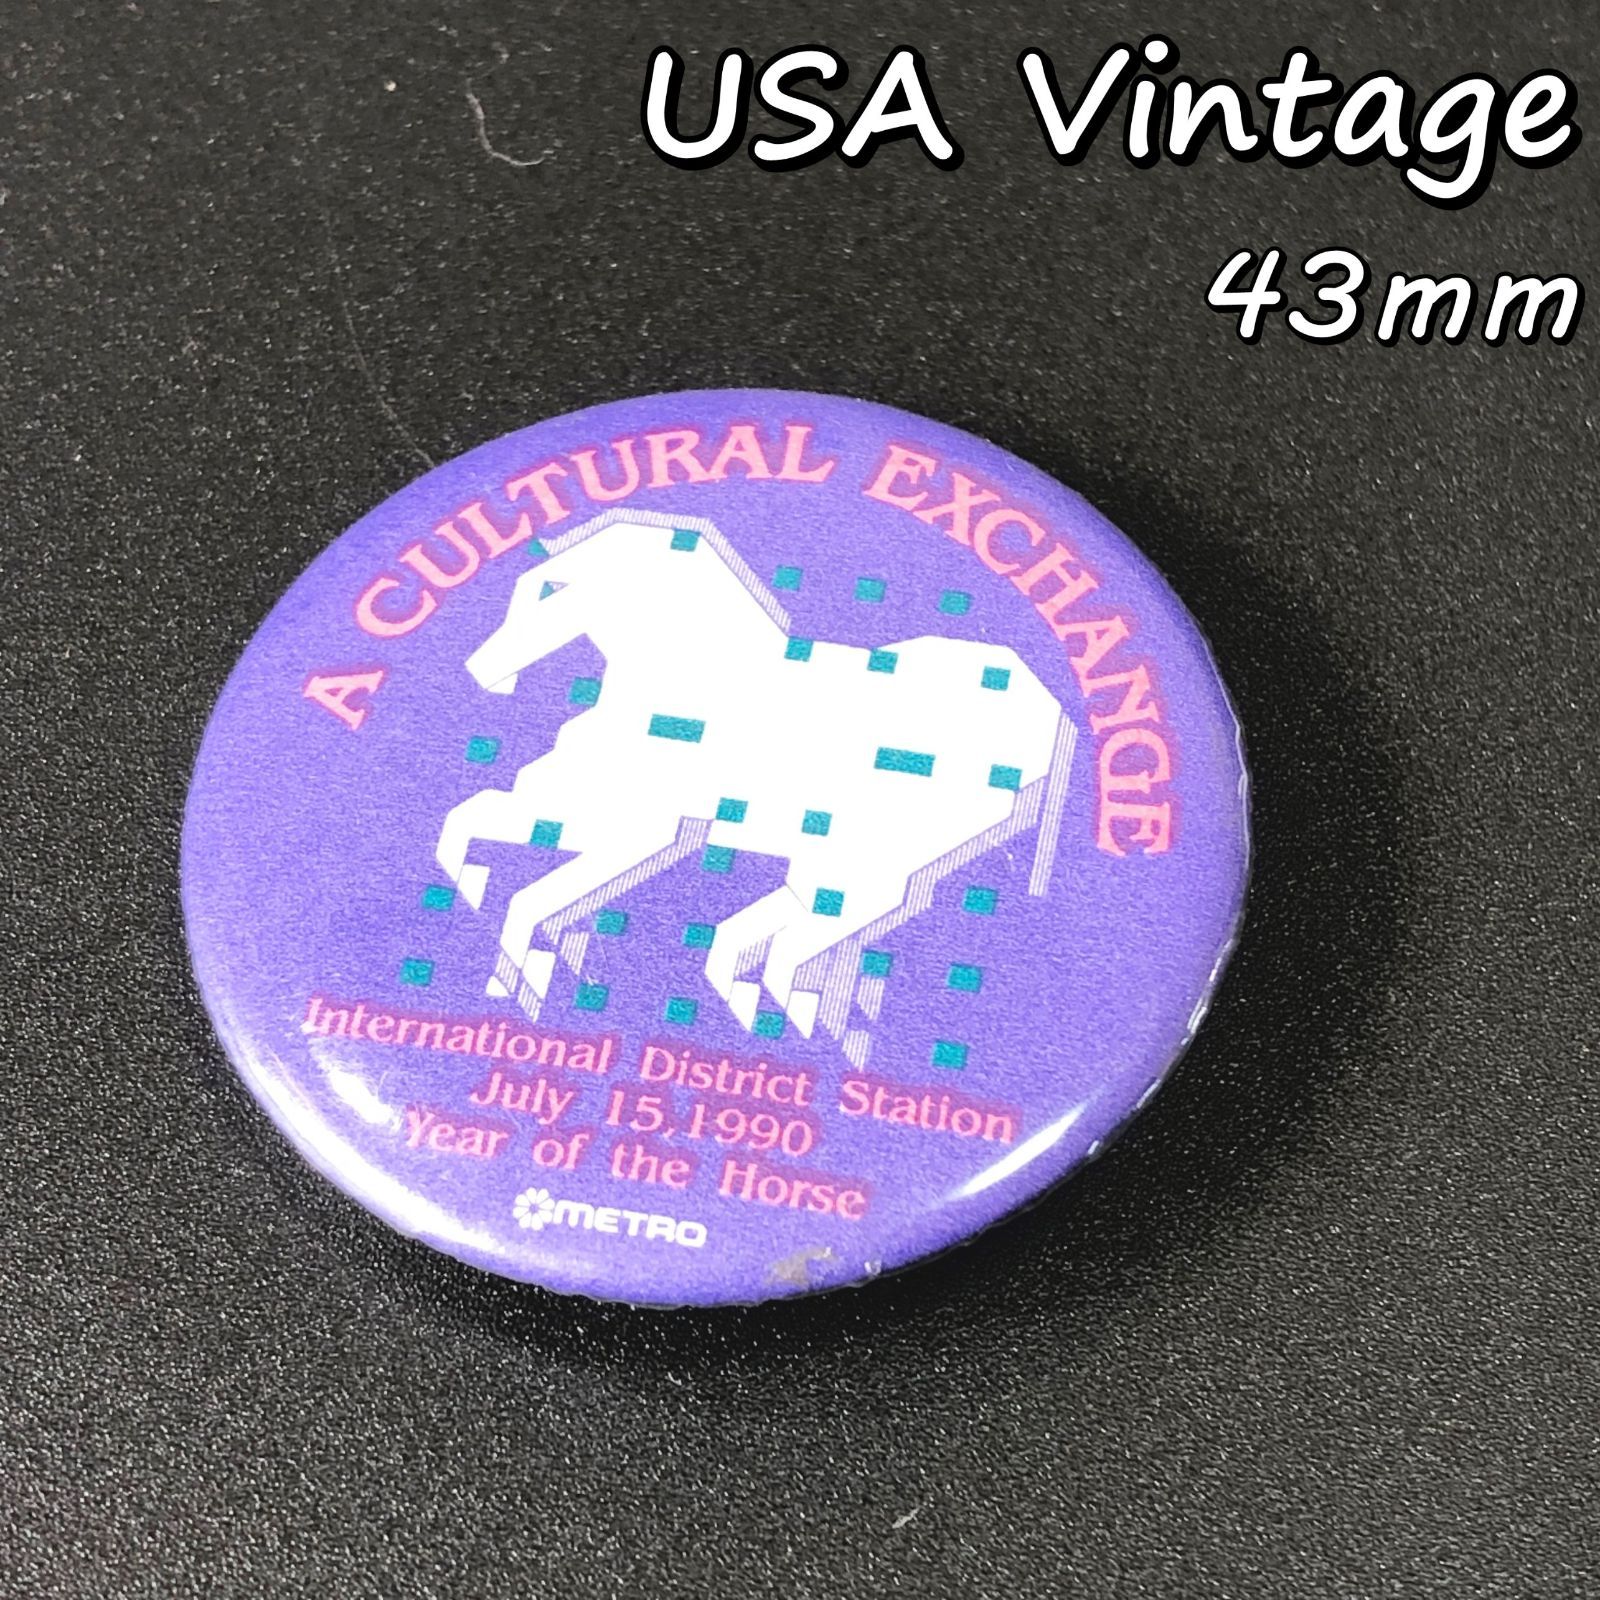 USA Vintage
43mm
A CULTURAL EXCHANGE
International District Station
July 15,1990
Year of the Horse
METRO